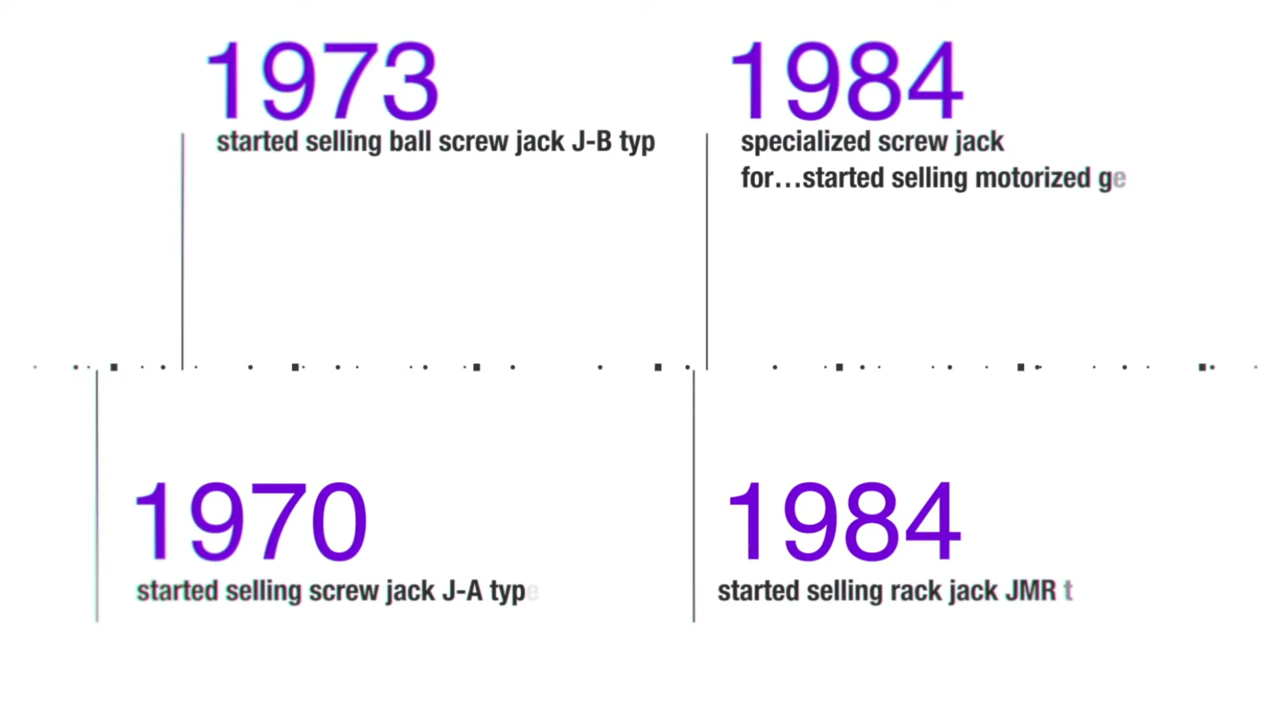 1973
started selling ball screw jack J-B typ
1984
specialized screw jack
for…started selling motorized ge
1970
started selling screw jack J-A type
1984
started selling rack jack JMR t